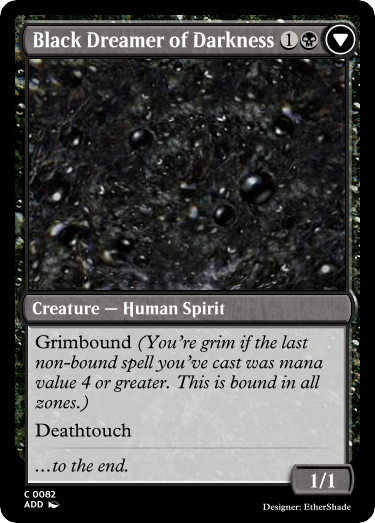 Black Dreamer of Darkness 1
Creature — Human Spirit
Grimbound (You're grim if the last
non-bound spell you've cast was mana
value 4 or greater. This is bound in all
zones.)
Deathtouch
…to the end.
1/1
C 0082
ADD
Designer: EtherShade